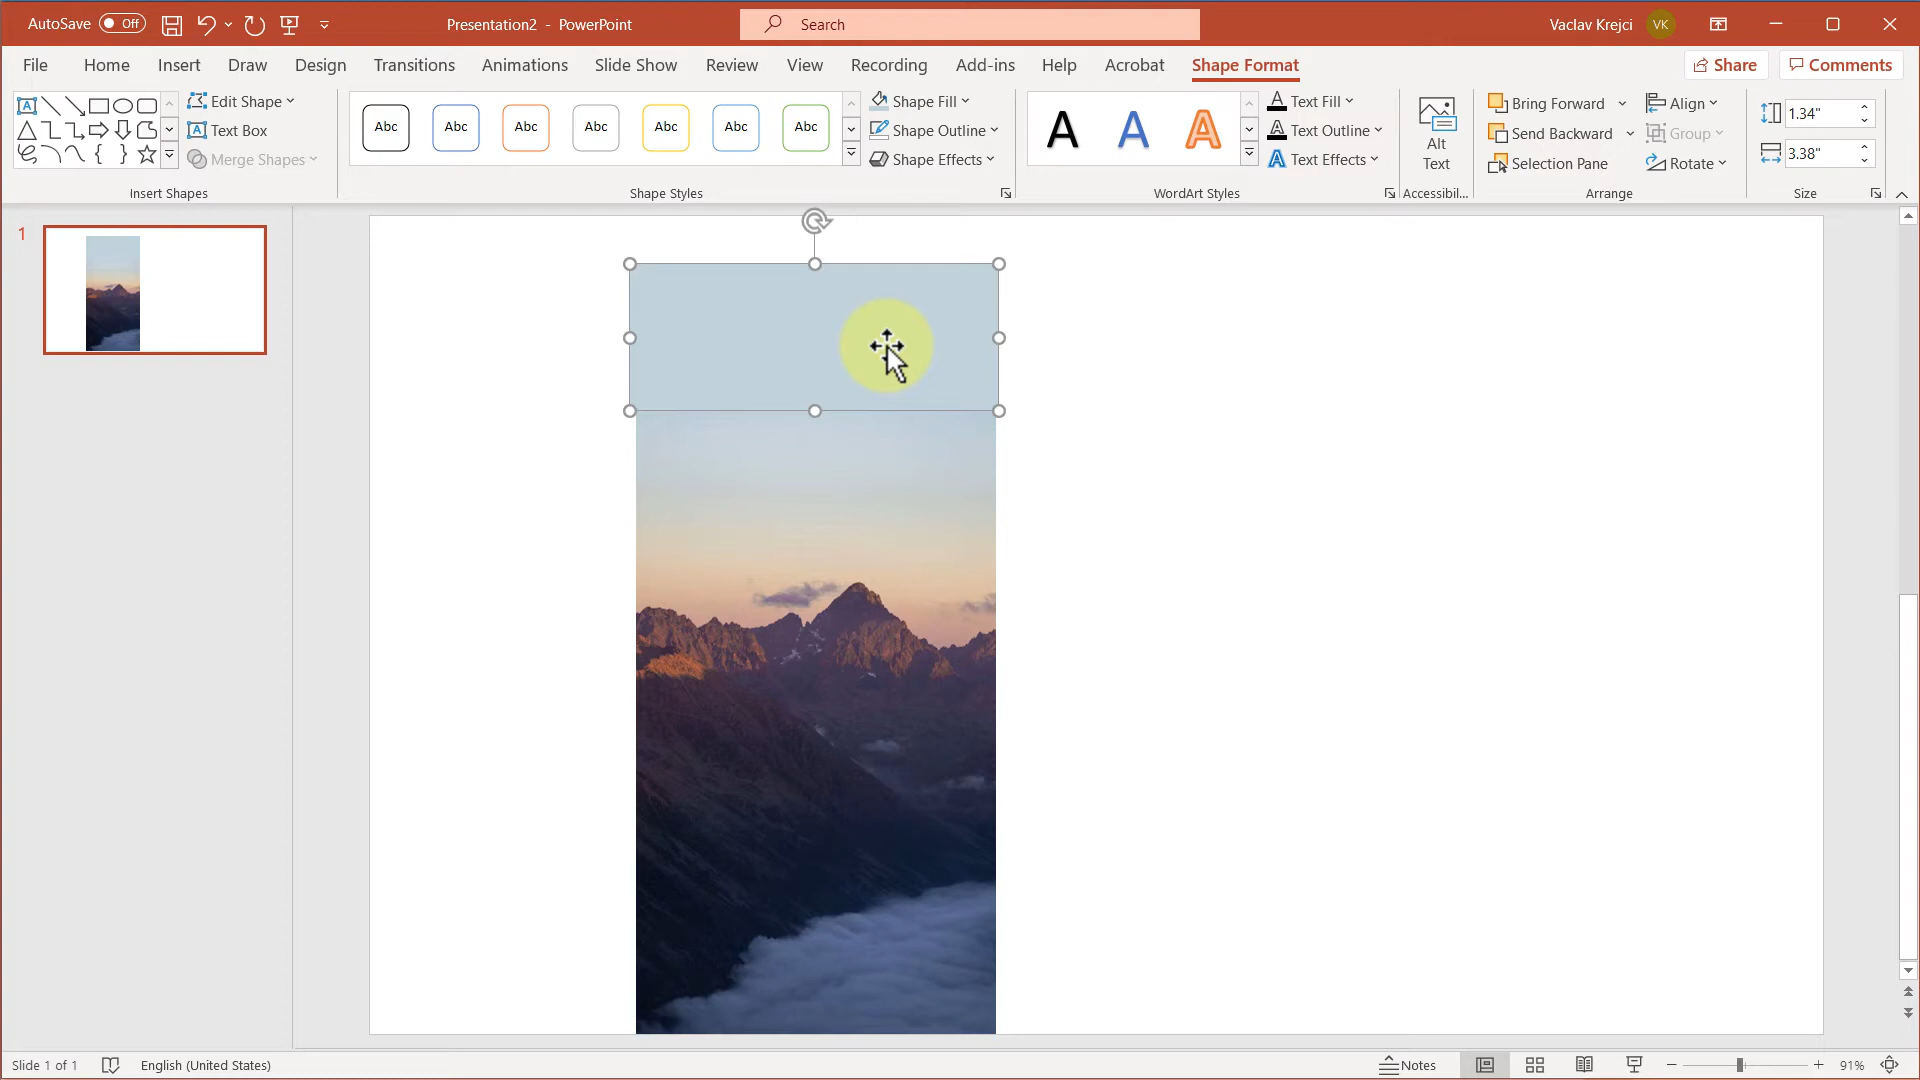 AutoSave Off
Presentation2 - PowerPoint
Search
Vaclav Krejci VK
File Home Insert Draw Design Transitions Animations Slide Show Review View Recording Add-ins Help Acrobat Shape Format
Share Comments
Edit Shape
Text Box
Merge Shapes
Insert Shapes
Abc Abc Abc Abc Abc Abc Abc
Shape Fill
Shape Outline
Shape Effects
Shape Styles
A A A
Text Fill
Text Outline
Text Effects
WordArt Styles
Alt
Text
Accessibil...
Bring Forward
Send Backward
Selection Pane
Align
Group
Rotate
Arrange
1.34"
3.38"
Size
1
Slide 1 of 1
English (United States)
Notes
91%